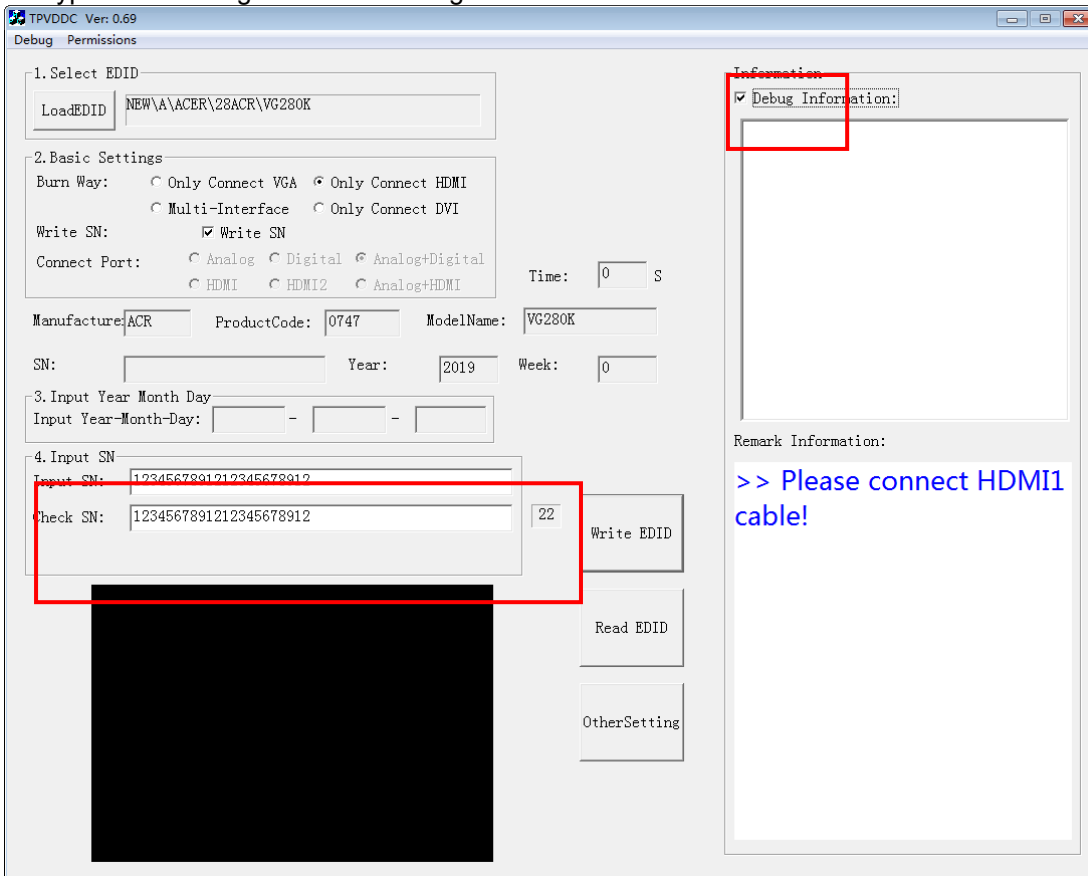 TPVDDC Ver: 0.69
Debug Permissions
1.Select EDID
LoadEDID NEW\A\ACER\28ACR\VG280K
2.Basic Settings
Burn Way: Only Connect VGA Only Connect HDMI
Multi-Interface Only Connect DVI
Write SN: Write SN
Connect Port: Analog Digital Analog+Digital
HDMI HDMI2 Analog+HDMI
Time: 0 S
Manufacture: ACR ProductCode: 0747 ModelName: VG280K
SN: Year: 2019 Week: 0
3.Input Year Month Day
Input Year-Month-Day: - -
4.Input SN
Input SN: 1234567891212345678912
Check SN: 1234567891212345678912 22
Write EDID
Read EDID
OtherSetting
Information
Debug Information:
Remark Information:
>> Please connect HDMI1
cable!